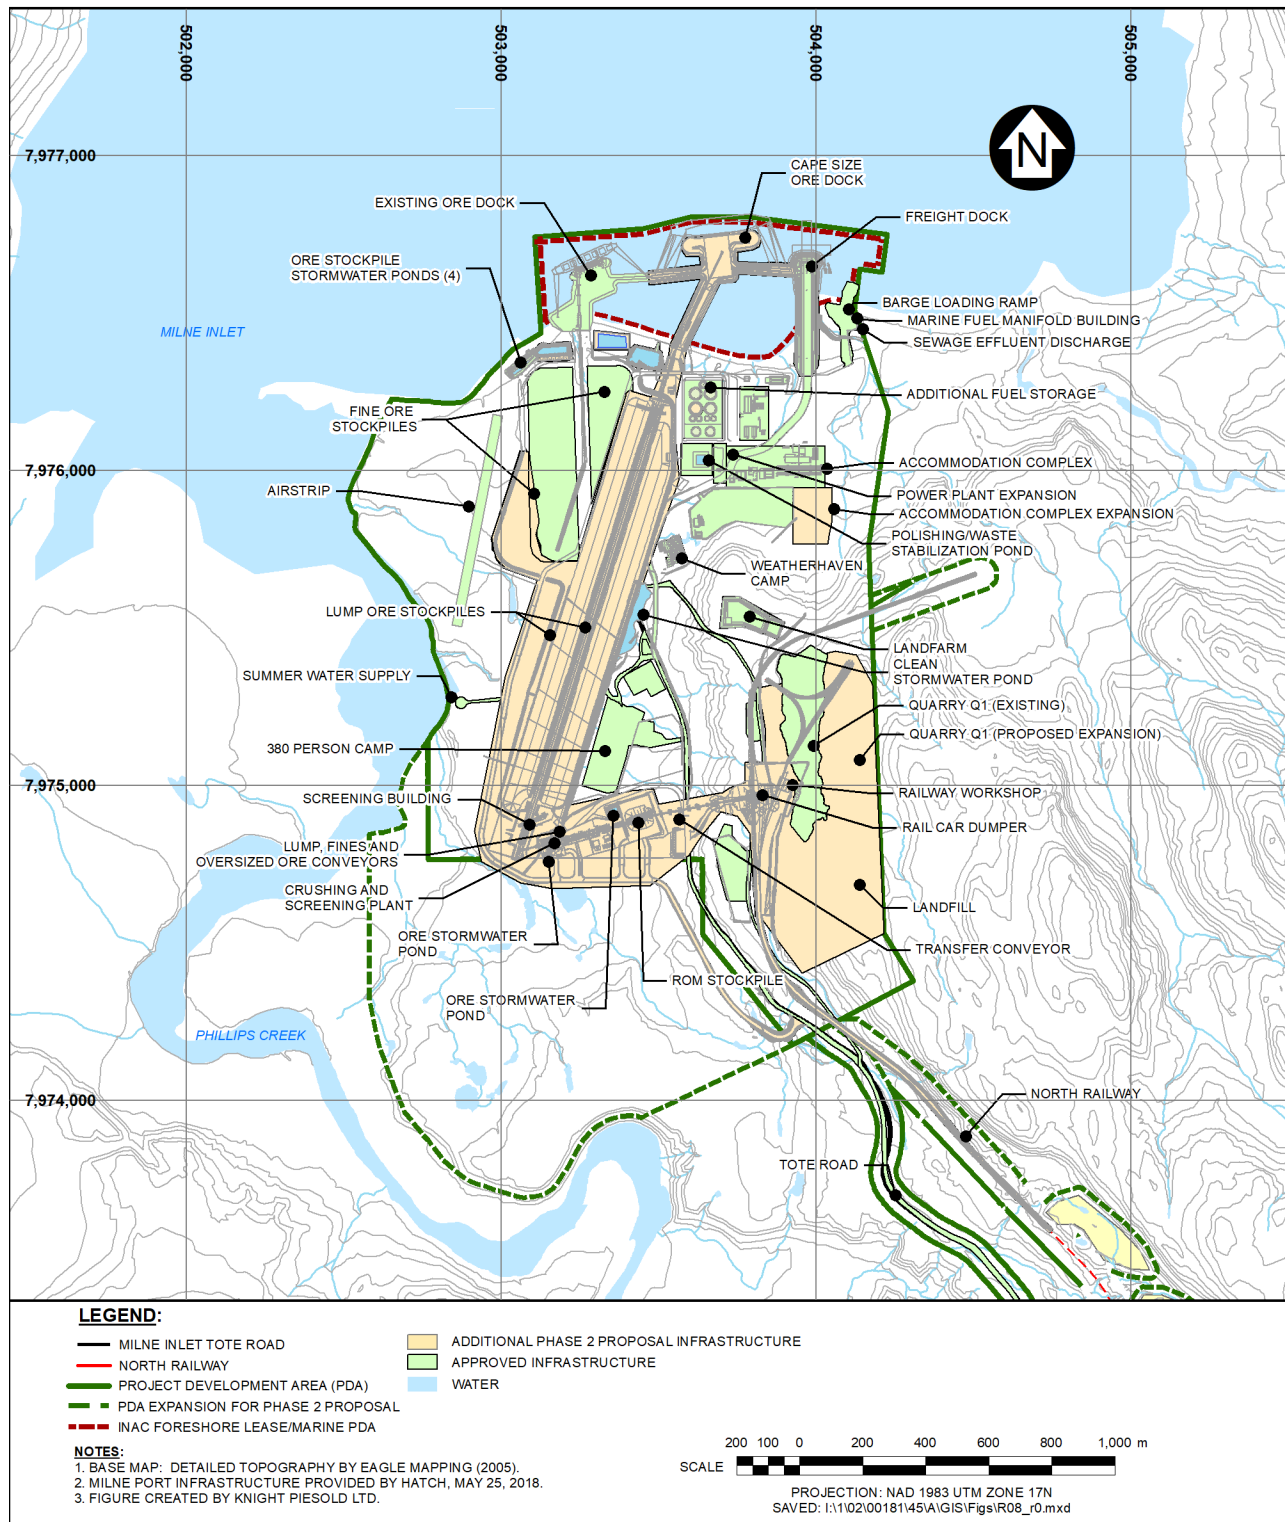 502,000
503,000
504,000
505,000
7,977,000
N
CAPE SIZE
ORE DOCK
EXISTING ORE DOCK
FREIGHT DOCK
ORE STOCKPILE
STORMWATER PONDS (4)
BARGE LOADING RAMP
MARINE FUEL MANIFOLD BUILDING
MILNE INLET
SEWAGE EFFLUENT DISCHARGE
ADDITIONAL FUEL STORAGE
FINE ORE
STOCKPILES
7,976,000
ACCOMMODATION COMPLEX
AIRSTRIP
POWER PLANT EXPANSION
ACCOMMODATION COMPLEX EXPANSION
POLISHING/WASTE
STABILIZATION POND
WEATHERHAVEN
CAMP
LUMP ORE STOCKPILES
LANDFARM
CLEAN
STORMWATER POND
SUMMER WATER SUPPLY
QUARRY Q1 (EXISTING)
QUARRY Q1 (PROPOSED EXPANSION)
380 PERSON CAMP
7,975,000
RAILWAY WORKSHOP
SCREENING BUILDING
RAIL CAR DUMPER
LUMP, FINES AND
OVERSIZED ORE CONVEYORS
CRUSHING AND
SCREENING PLANT
LANDFILL
ORE STORMWATER
POND
TRANSFER CONVEYOR
ROM STOCKPILE
ORE STORMWATER
POND
PHILLIPS CREEK
7,974,000
NORTH RAILWAY
TOTE ROAD
LEGEND:
MILNE INLET TOTE ROAD
NORTH RAILWAY
PROJECT DEVELOPMENT AREA (PDA)
PDA EXPANSION FOR PHASE 2 PROPOSAL
INAC FORESHORE LEASE/MARINE PDA
ADDITIONAL PHASE 2 PROPOSAL INFRASTRUCTURE
APPROVED INFRASTRUCTURE
WATER
NOTES:
1. BASE MAP: DETAILED TOPOGRAPHY BY EAGLE MAPPING (2005).
2. MILNE PORT INFRASTRUCTURE PROVIDED BY HATCH, MAY 25, 2018.
3. FIGURE CREATED BY KNIGHT PIESOLD LTD.
200 100 0 200 400 600 800 1,000 m
SCALE
PROJECTION: NAD 1983 UTM ZONE 17N
SAVED: I:\1\02\00181\45\A\GIS\Figs\R08_r0.mxd